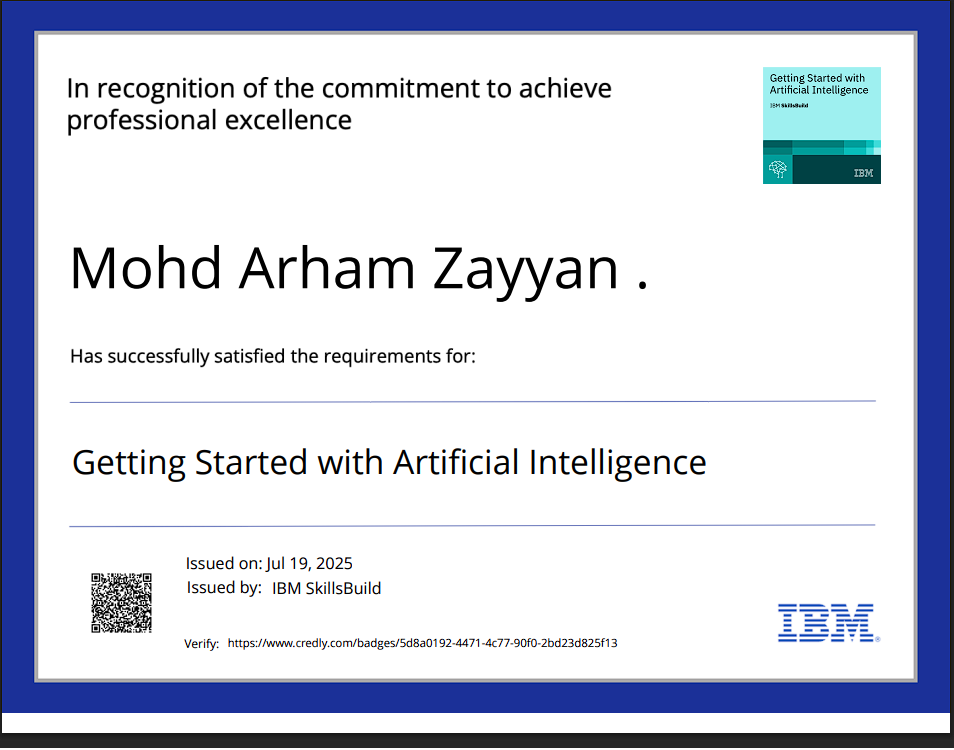 In recognition of the commitment to achieve
professional excellence
Getting Started with
Artificial Intelligence
IBM SkillsBuild
IBM
Mohd Arham Zayyan .
Has successfully satisfied the requirements for:
Getting Started with Artificial Intelligence
Issued on: Jul 19, 2025
Issued by: IBM SkillsBuild
Verify: https://www.credly.com/badges/5d8a0192-4471-4c77-90f0-2bd23d825f13
IBM®